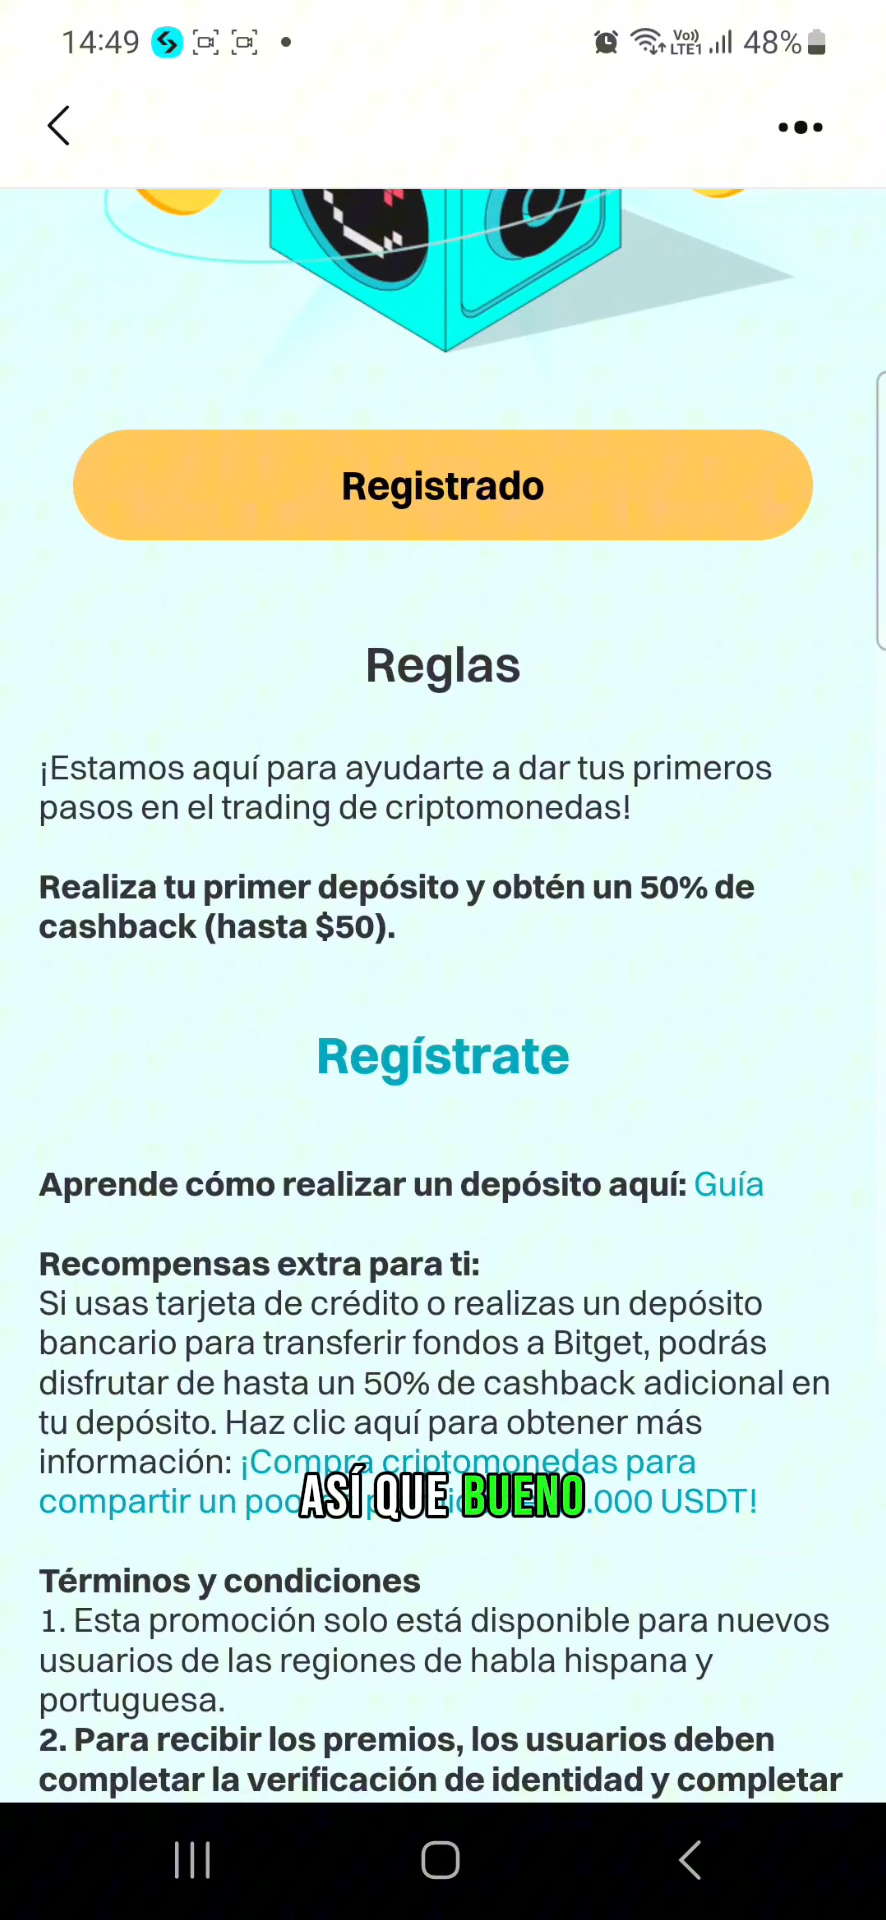 14:49
Vo))
LTE1
48%
Registrado
Reglas
¡Estamos aquí para ayudarte a dar tus primeros
pasos en el trading de criptomonedas!
Realiza tu primer depósito y obtén un 50% de
cashback (hasta $50).
Regístrate
Aprende cómo realizar un depósito aquí: Guía
Recompensas extra para ti:
Si usas tarjeta de crédito o realizas un depósito
bancario para transferir fondos a Bitget, podrás
disfrutar de hasta un 50% de cashback adicional en
tu depósito. Haz clic aquí para obtener más
información: ¡Compra criptomonedas para
compartir un .000 USDT!
ASÍ QUE BUENO
Términos y condiciones
1. Esta promoción solo está disponible para nuevos
usuarios de las regiones de habla hispana y
portuguesa.
2. Para recibir los premios, los usuarios deben
completar la verificación de identidad y completar